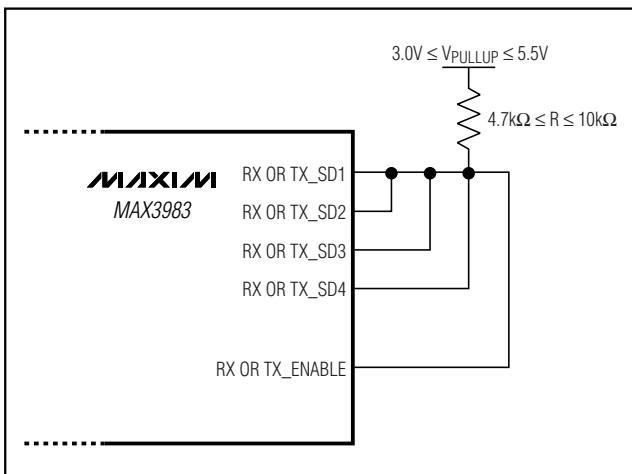 3.0V ≤ VPULLUP ≤ 5.5V
4.7kΩ ≤ R ≤ 10kΩ
MAXIM
MAX3983
RX OR TX_SD1
RX OR TX_SD2
RX OR TX_SD3
RX OR TX_SD4
RX OR TX_ENABLE